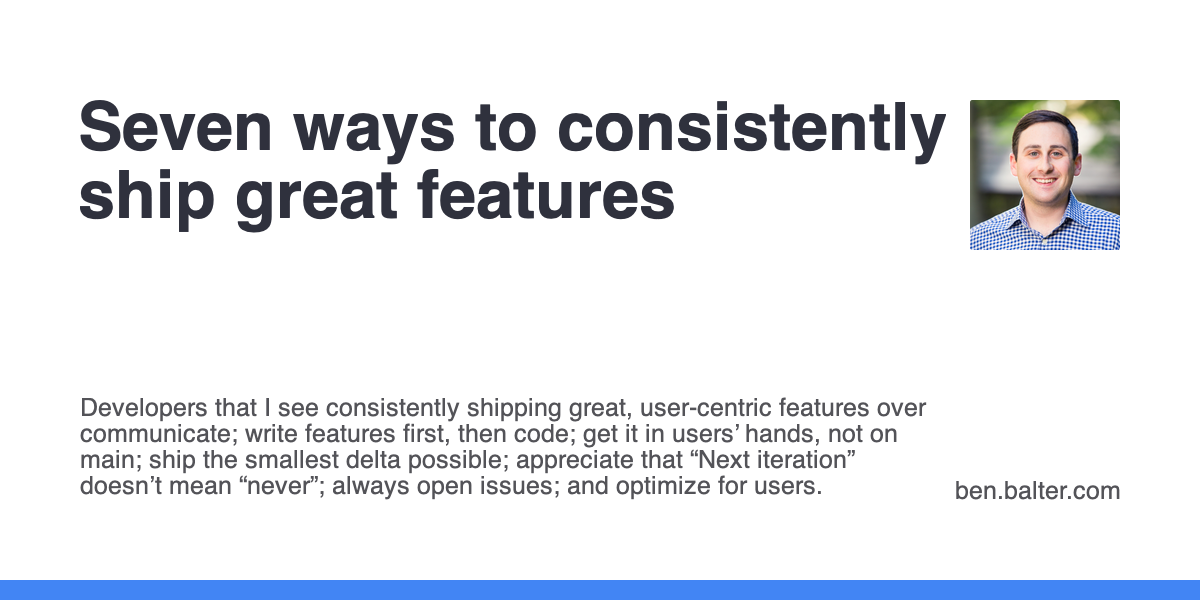 Seven ways to consistently
ship great features
Developers that I see consistently shipping great, user-centric features over
communicate; write features first, then code; get it in users’ hands, not on
main; ship the smallest delta possible; appreciate that “Next iteration”
doesn’t mean “never”; always open issues; and optimize for users.
ben.balter.com